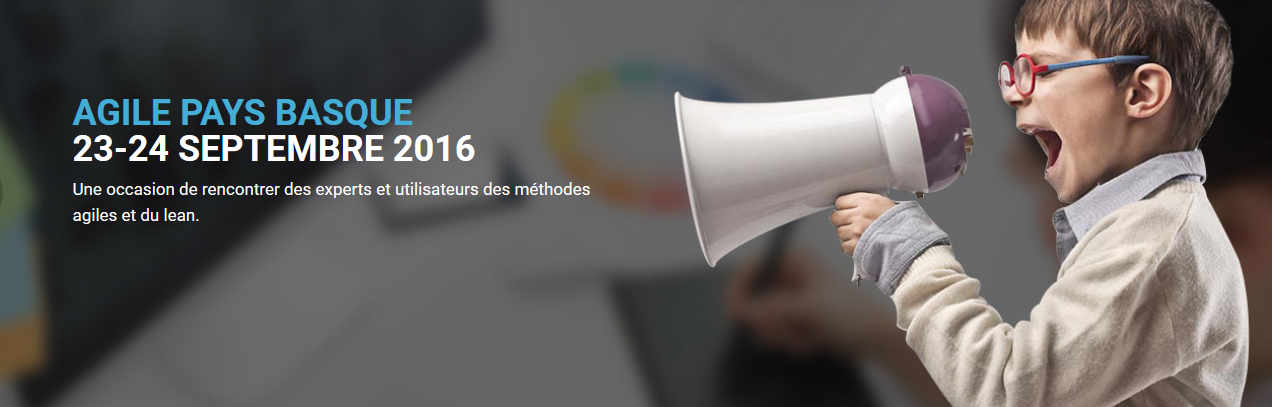 AGILE PAYS BASQUE
23-24 SEPTEMBRE 2016
Une occasion de rencontrer des experts et utilisateurs des méthodes
agiles et du lean.